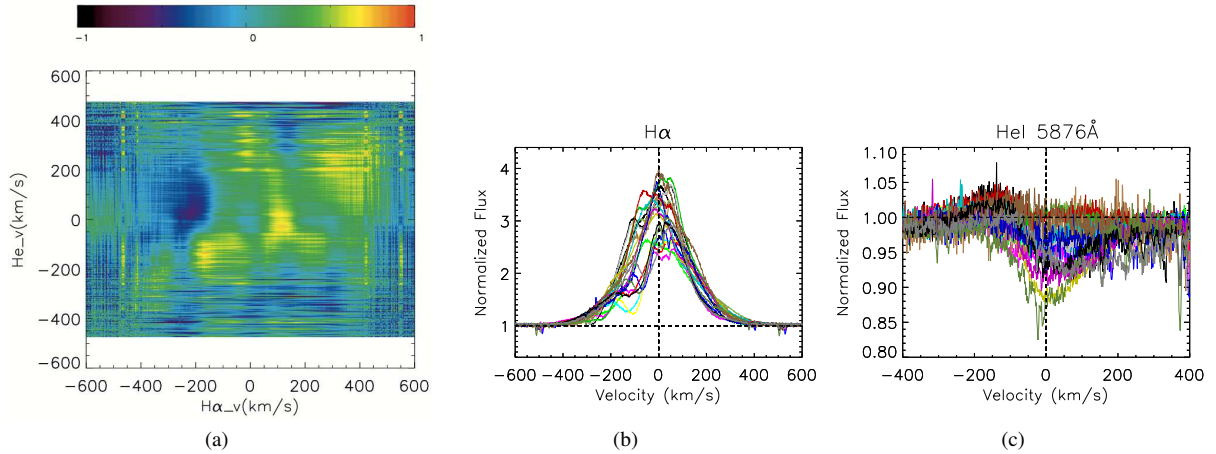 -1 0 1
600
400
200
0
-200
-400
-600
He_v(km/s)
-600 -400 -200 0 200 400 600
Hα_v(km/s)
(a)
Hα
4
3
2
1
Normalized Flux
-600 -400 -200 0 200 400 600
Velocity (km/s)
(b)
HeI 5876Å
1.10
1.05
1.00
0.95
0.90
0.85
0.80
Normalized Flux
-400 -200 0 200 400
Velocity (km/s)
(c)